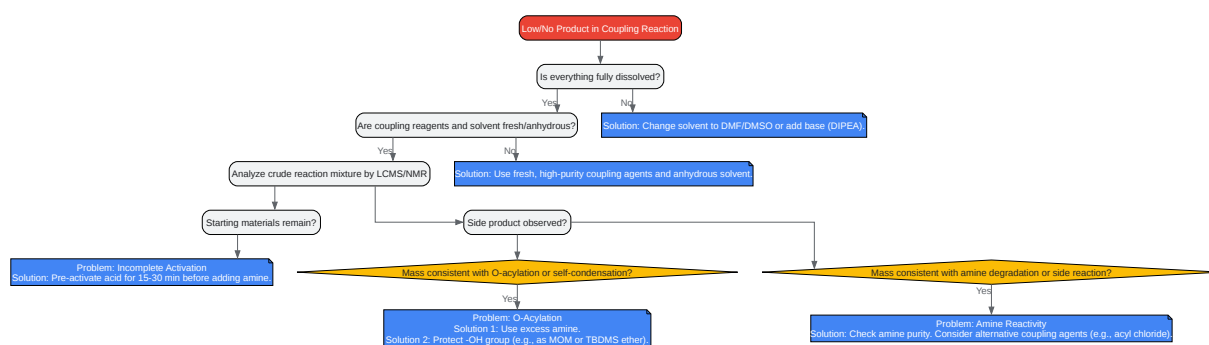 Low/No Product in Coupling Reaction
Is everything fully dissolved?
Yes
No
Are coupling reagents and solvent fresh/anhydrous?
Solution: Change solvent to DMF/DMSO or add base (DIPEA).
Yes
No
Analyze crude reaction mixture by LCMS/NMR
Solution: Use fresh, high-purity coupling agents and anhydrous solvent.
Starting materials remain?
Side product observed?
Problem: Incomplete Activation
Solution: Pre-activate acid for 15-30 min before adding amine.
Mass consistent with O-acylation or self-condensation?
Mass consistent with amine degradation or side reaction?
Yes
Yes
Problem: O-Acylation
Solution 1: Use excess amine.
Solution 2: Protect -OH group (e.g., as MOM or TBDMS ether).
Problem: Amine Reactivity
Solution: Check amine purity. Consider alternative coupling agents (e.g., acyl chloride).